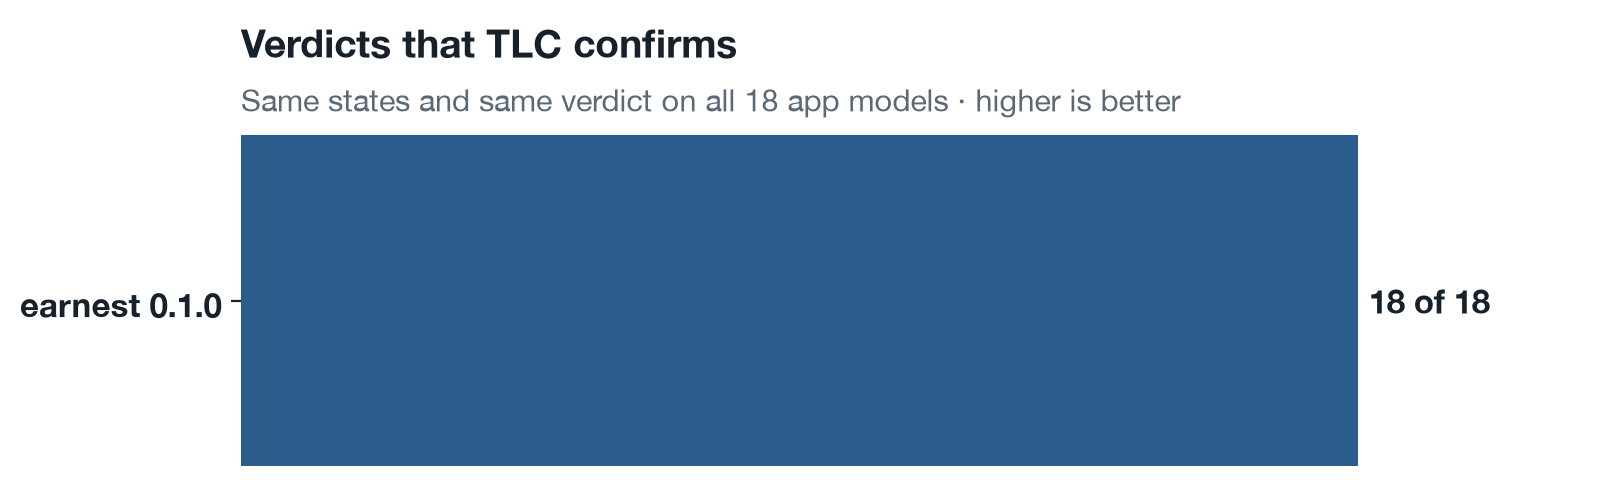 Verdicts that TLC confirms
Same states and same verdict on all 18 app models · higher is better
earnest 0.1.0
18 of 18